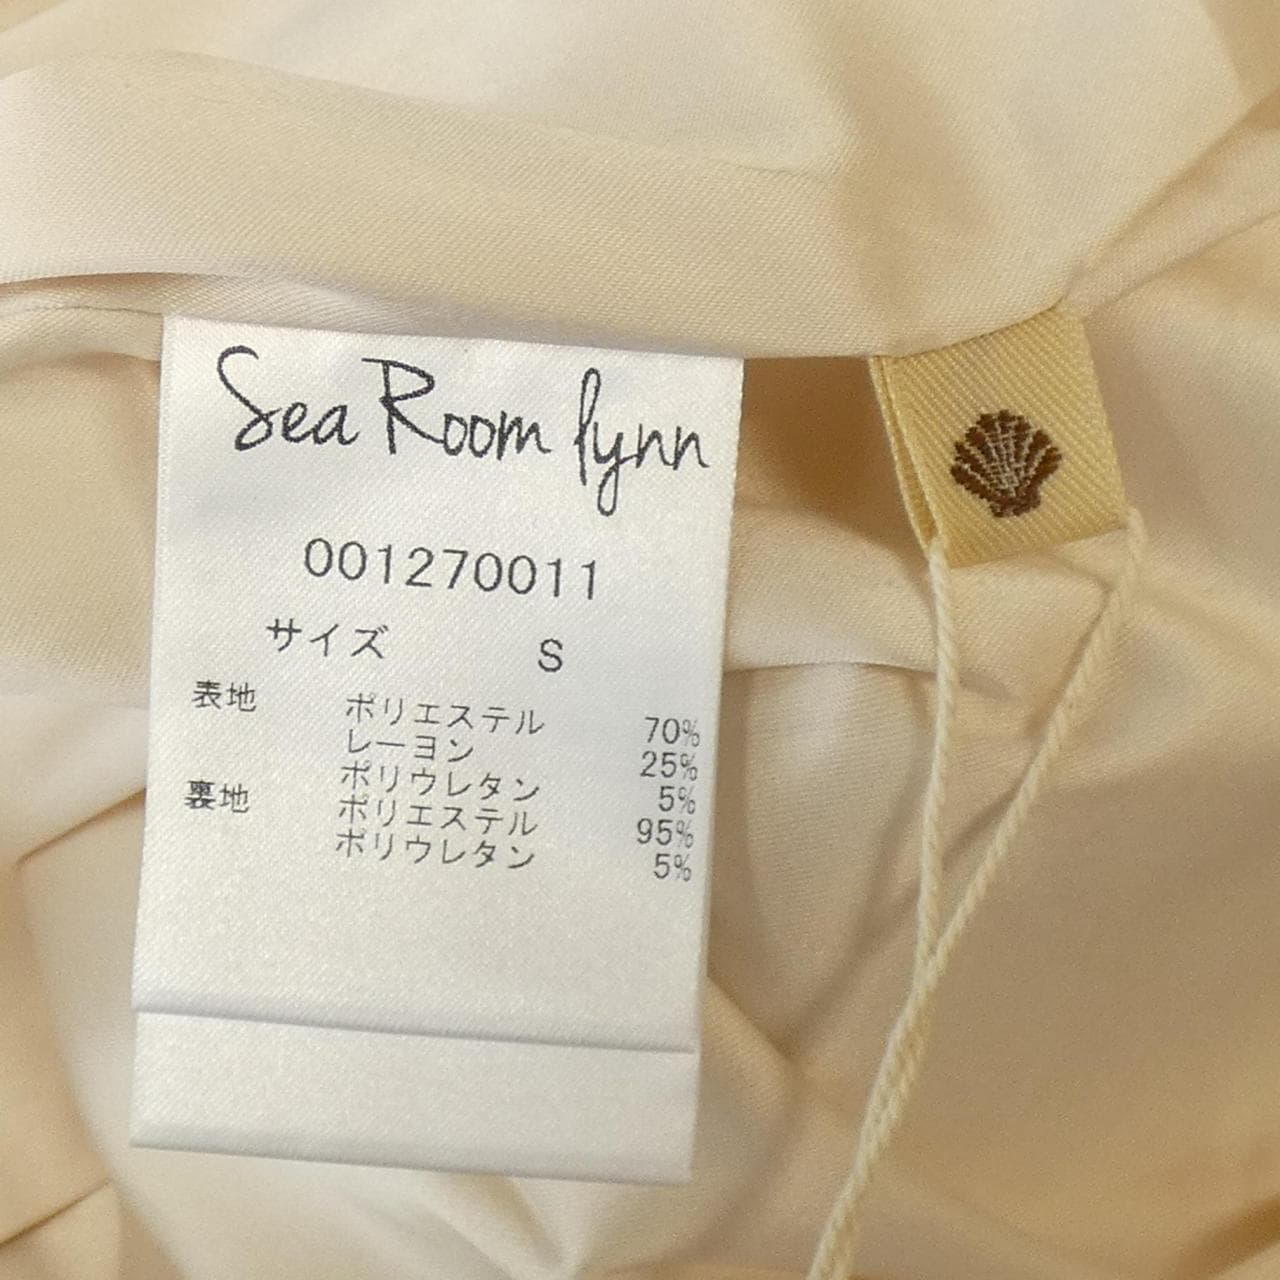 Sea Room lynn
001270011
サイズ S
表地 ポリエステル 70%
レーヨン 25%
ポリウレタン 5%
裏地 ポリエステル 95%
ポリウレタン 5%